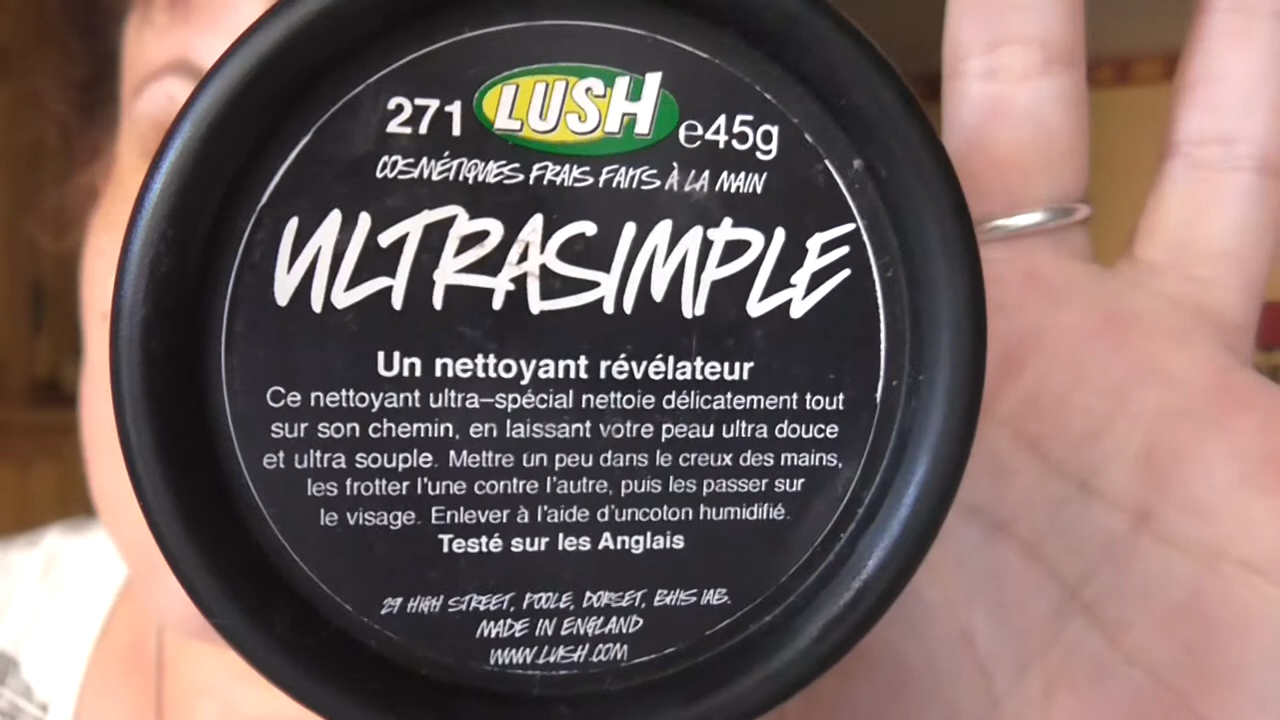 271 LUSH e45g
COSMÉTIQUES FRAIS FAITS À LA MAIN
ULTRASIMPLE
Un nettoyant révélateur
Ce nettoyant ultra–spécial nettoie délicatement tout
sur son chemin, en laissant votre peau ultra douce
et ultra souple. Mettre un peu dans le creux des mains,
les frotter l'une contre l'autre, puis les passer sur
le visage. Enlever à l'aide d'uncoton humidifié.
Testé sur les Anglais
29 HIGH STREET, POOLE, DORSET, BH15 1AB.
MADE IN ENGLAND
WWW.LUSH.COM